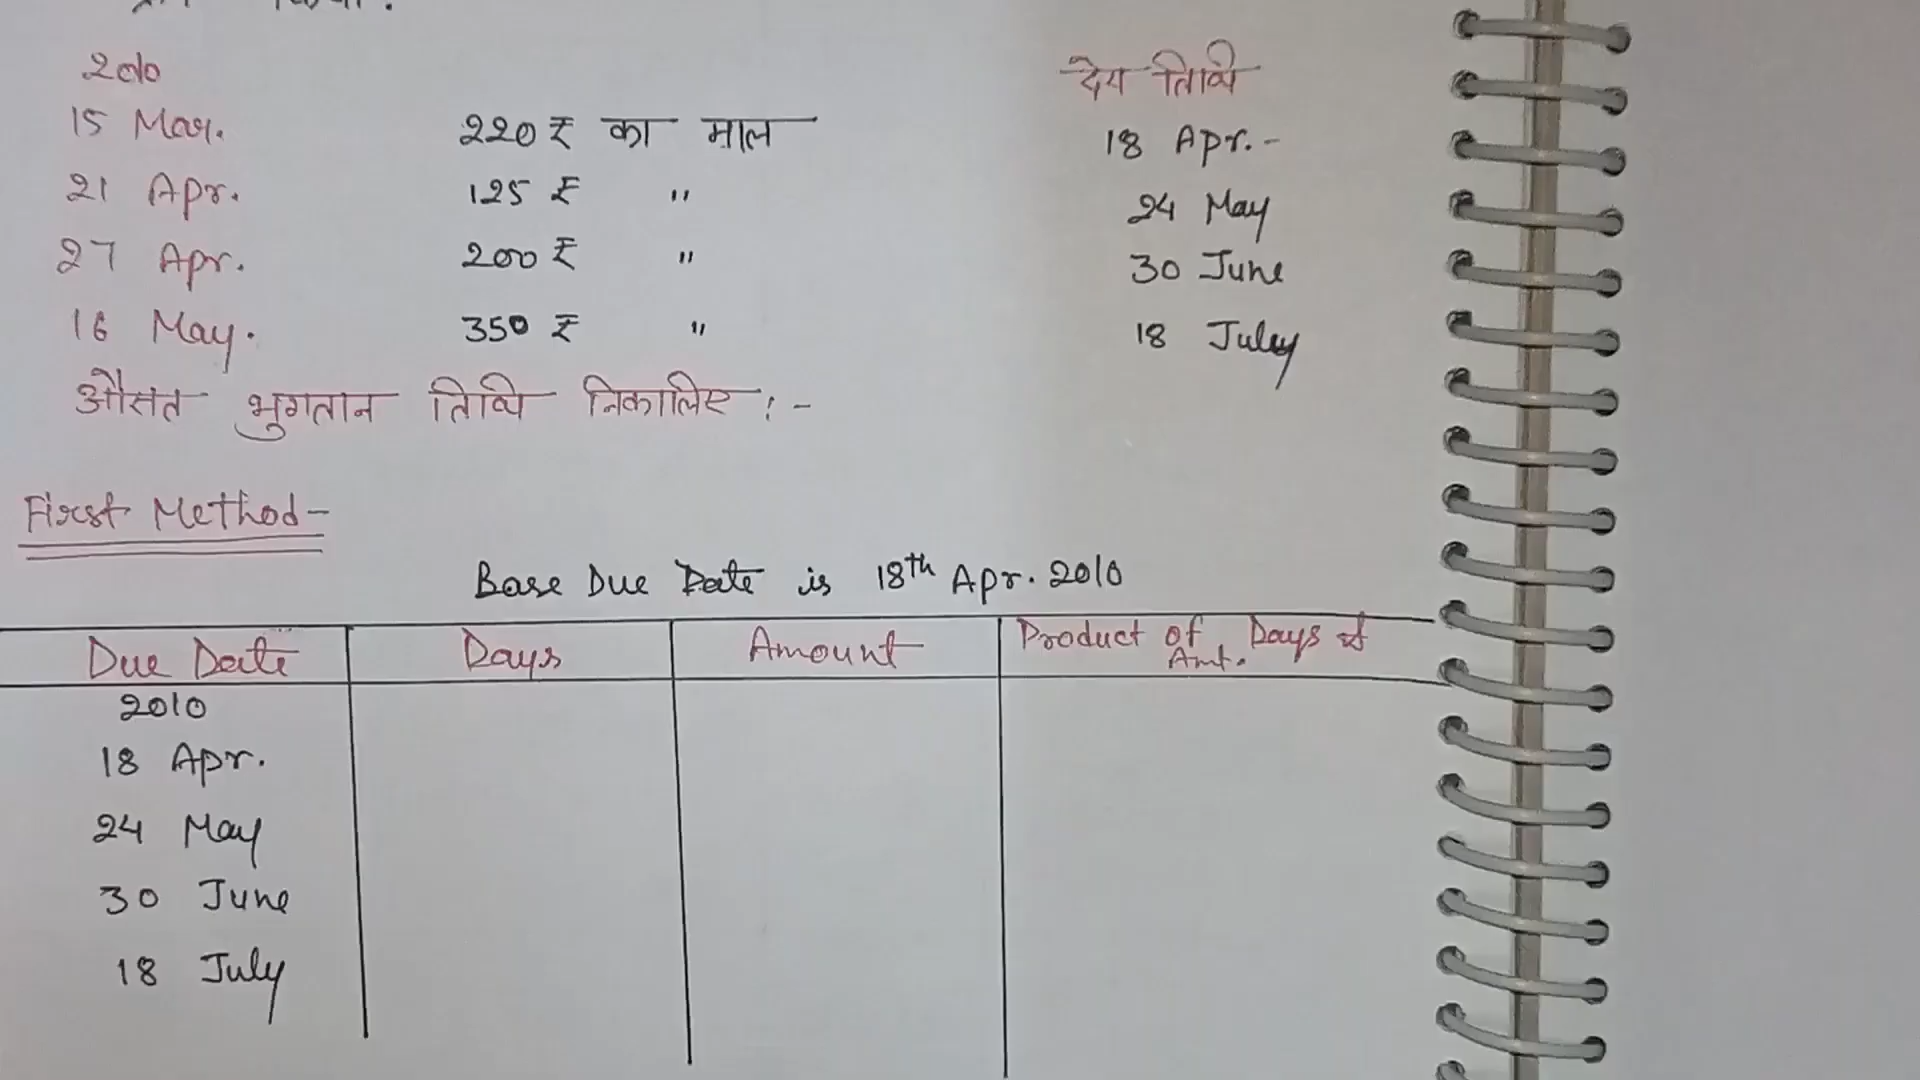 2010
देय तिथि
15 Mar. 220 ₹ का माल 18 Apr.-
21 Apr. 125 ₹ " 24 May
27 Apr. 200 ₹ " 30 June
16 May. 350 ₹ " 18 Juley
औसत भुगतान तिथि निकालिए :-
First Method-
Base Due Date is 18th Apr. 2010
Due Date Days Amount Product of Days &
Amt.
2010
18 Apr.
24 May
30 June
18 July